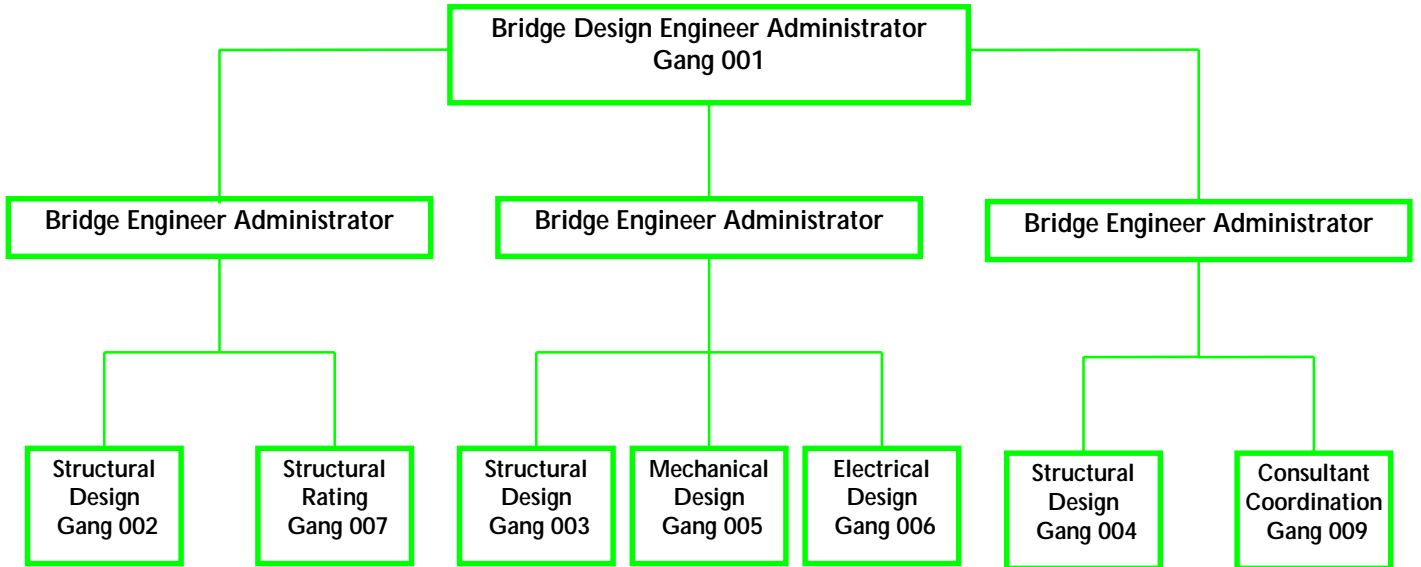 Bridge Design Engineer Administrator
Gang 001
Bridge Engineer Administrator
Bridge Engineer Administrator
Bridge Engineer Administrator
Structural
Design
Gang 002
Structural
Rating
Gang 007
Structural
Design
Gang 003
Mechanical
Design
Gang 005
Electrical
Design
Gang 006
Structural
Design
Gang 004
Consultant
Coordination
Gang 009